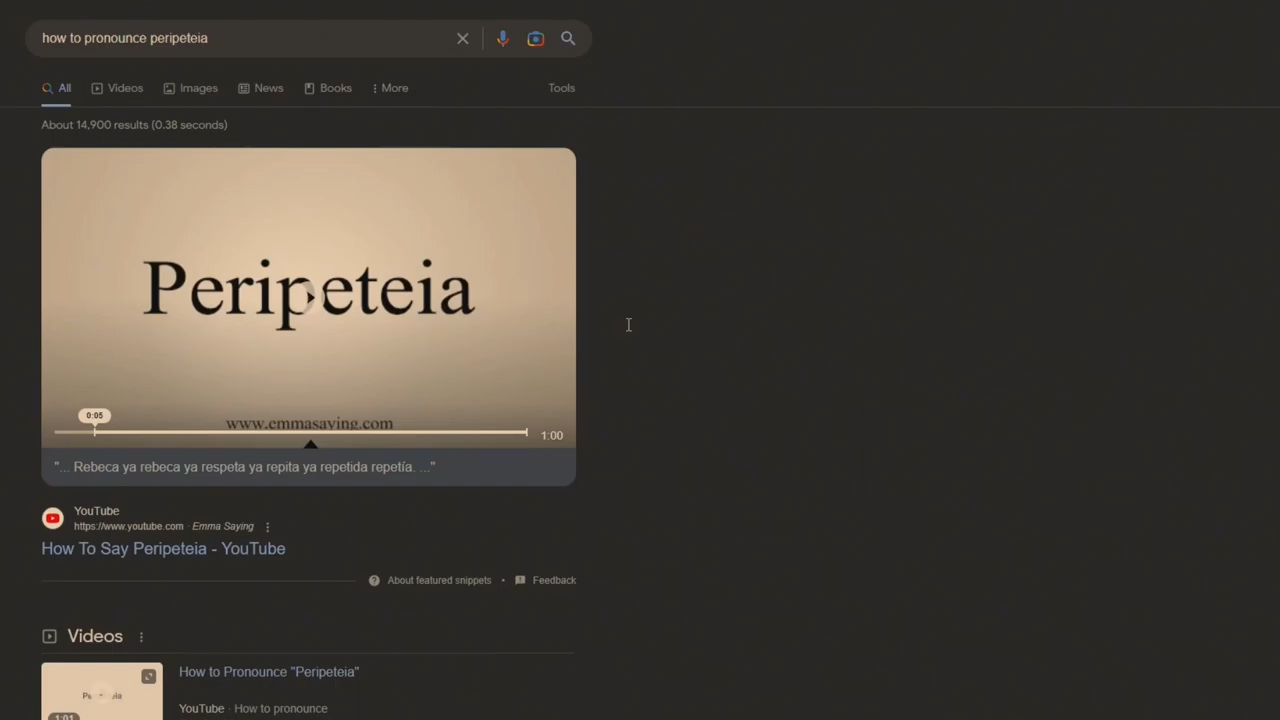 how to pronounce peripeteia
All Videos Images News Books More Tools
About 14,900 results (0.38 seconds)
Peripeteia
www.emmasaying.com
0:05
1:00
"... Rebeca ya rebeca ya respeta ya repita ya repetida repetía. ..."
YouTube
https://www.youtube.com · Emma Saying
How To Say Peripeteia - YouTube
About featured snippets • Feedback
Videos
How to Pronounce "Peripeteia"
YouTube · How to pronounce
1:01